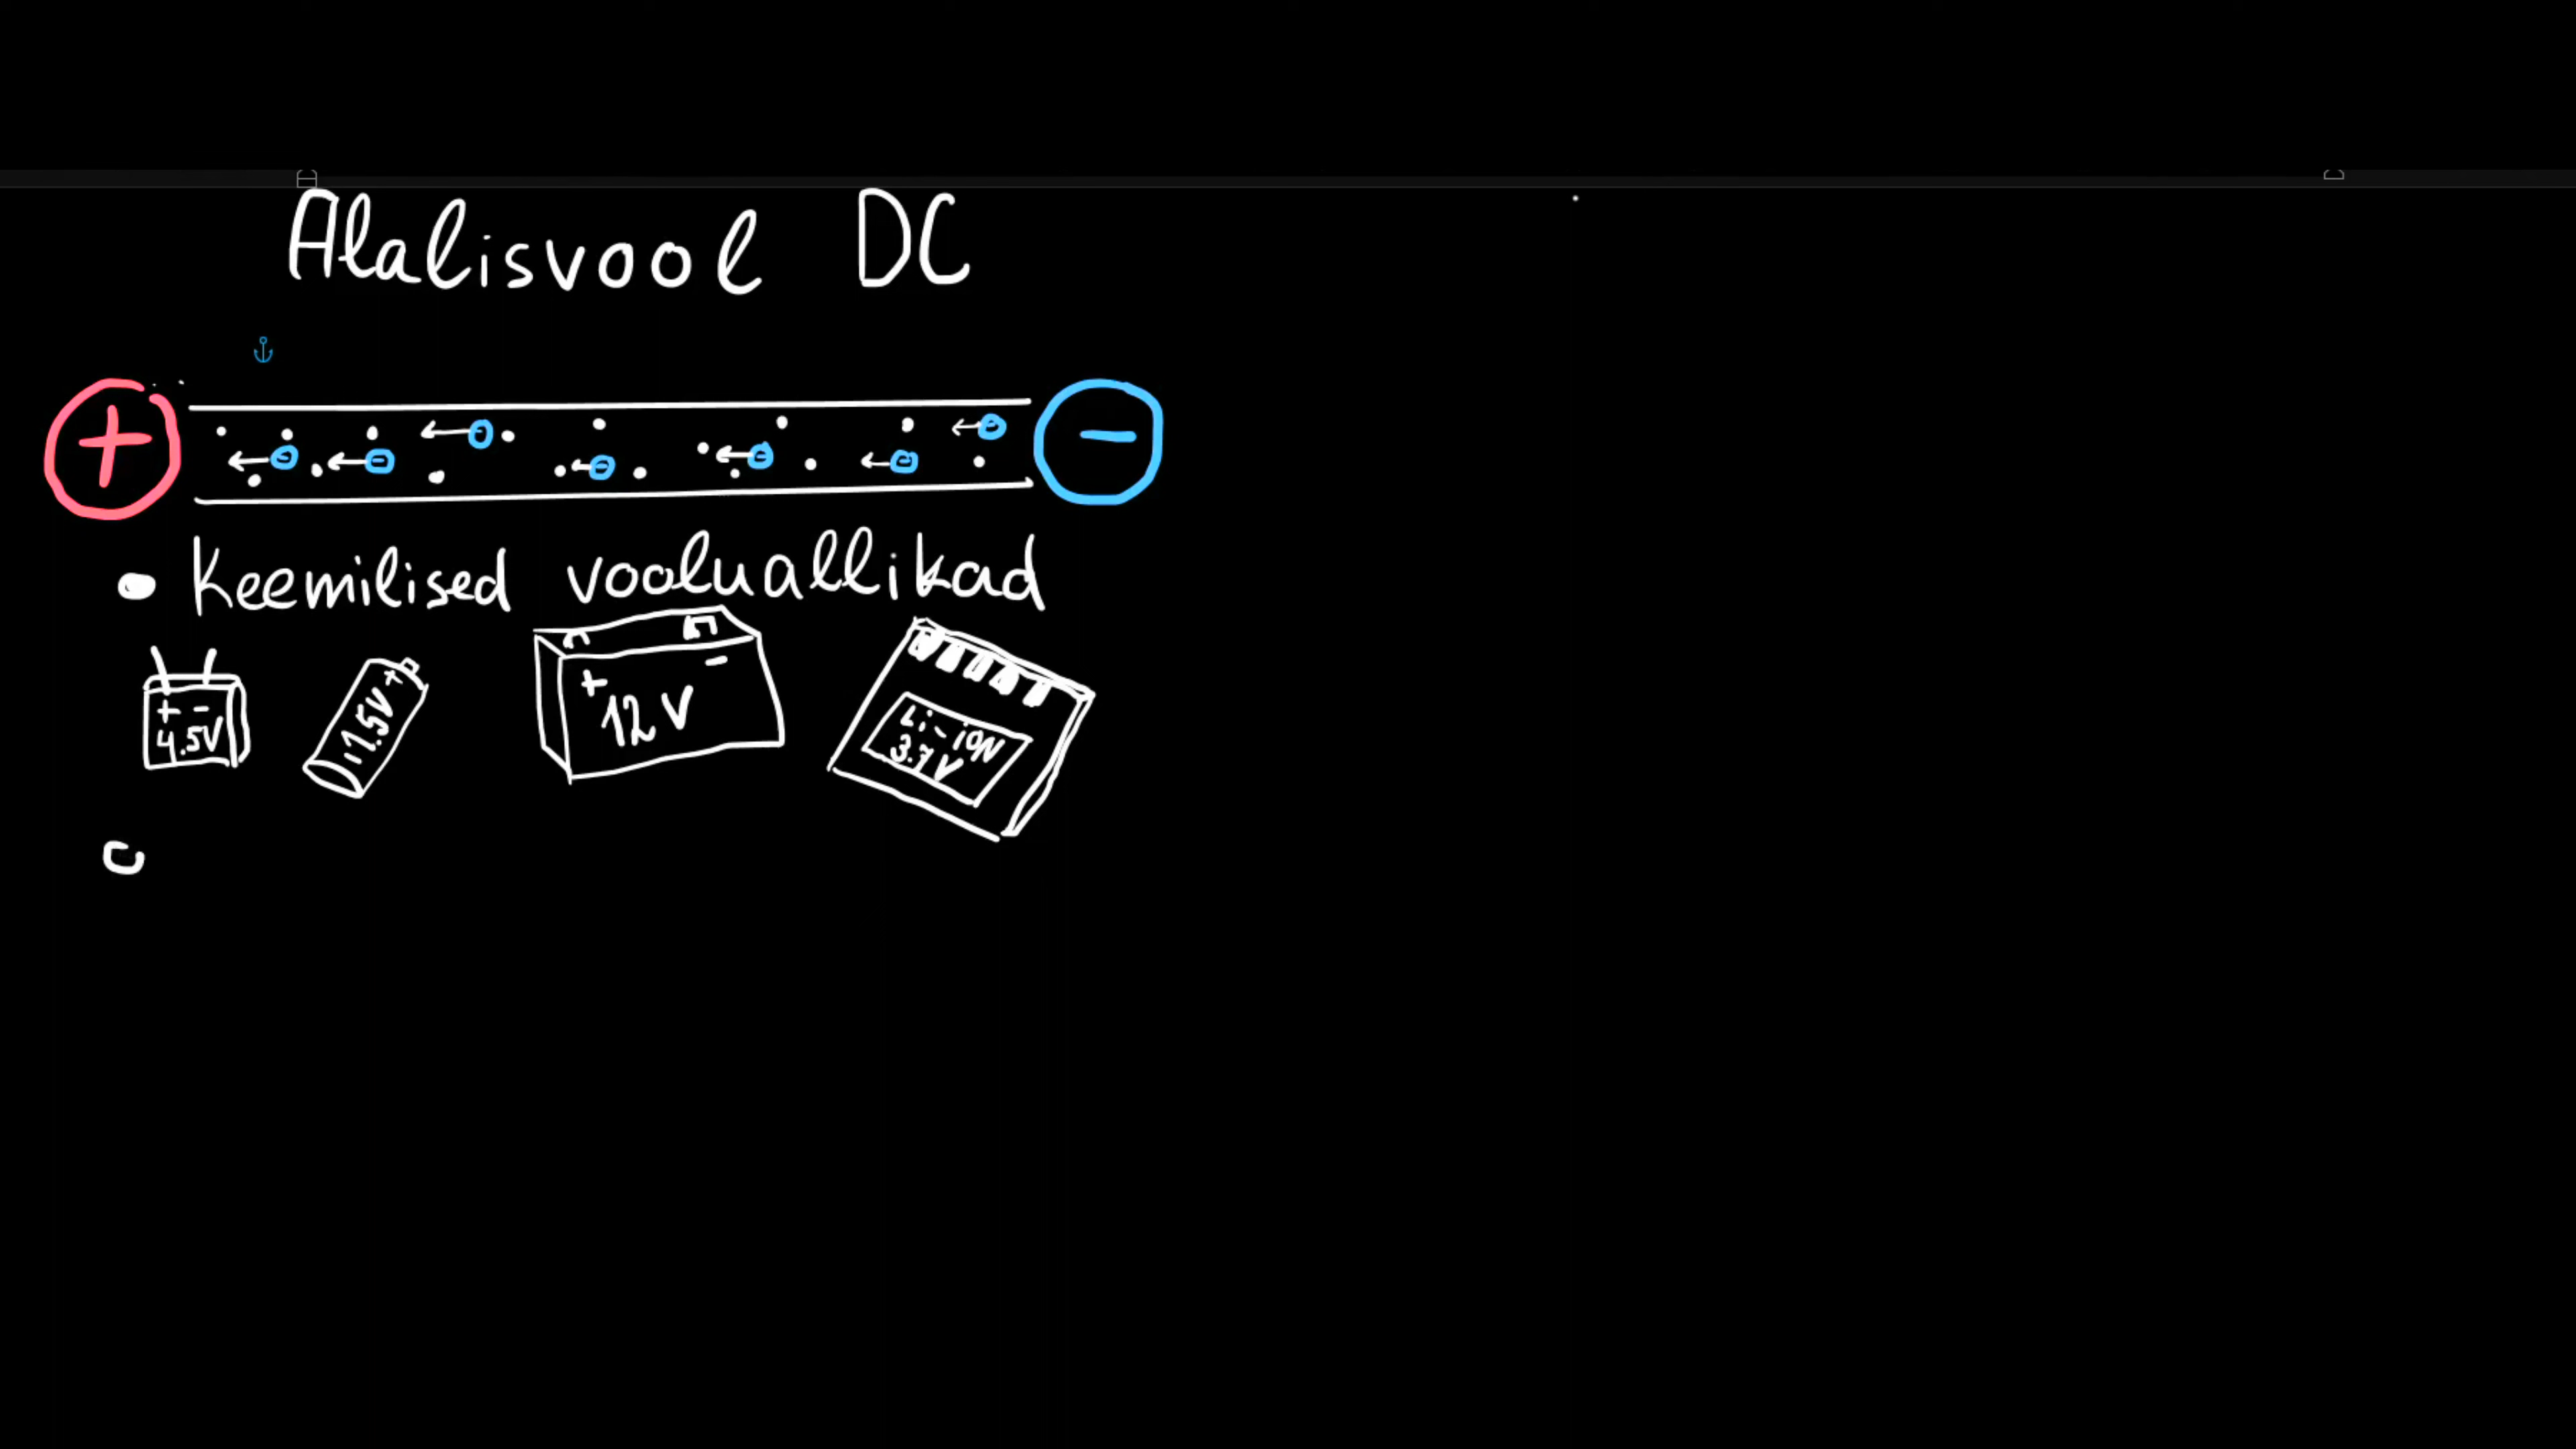 Alalisvool DC
+ -
• Keemilised vooluallikad
+ -
4.5V
- 1.5V +
+ -
12V
Li-ion
3.7V